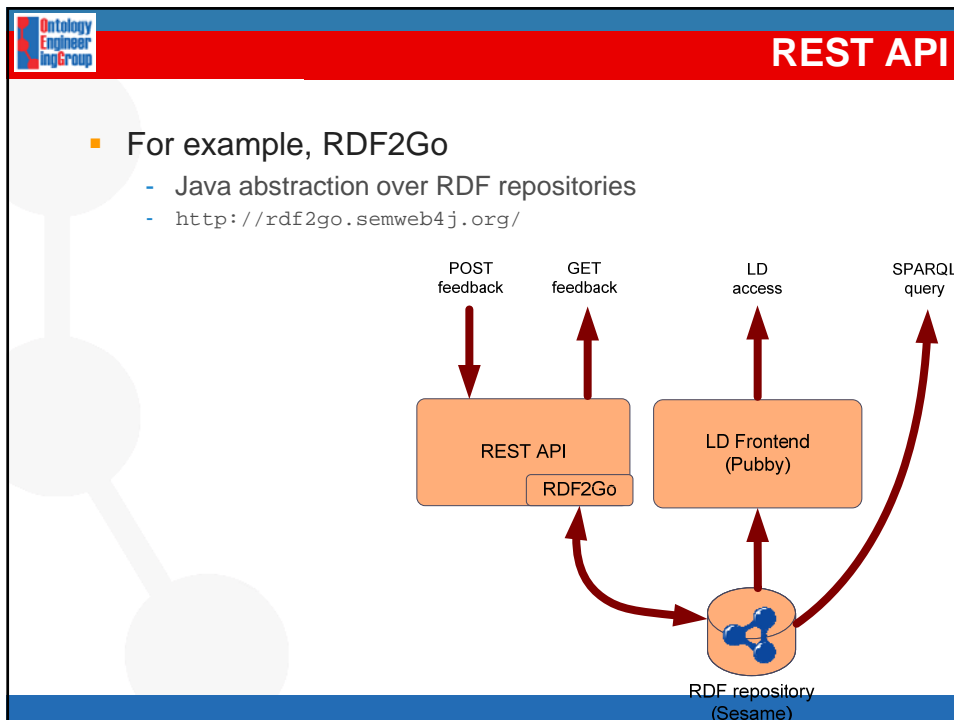 Ontology
Engineer
ingGroup
REST API
For example, RDF2Go
- Java abstraction over RDF repositories
- http://rdf2go.semweb4j.org/
POST
feedback
GET
feedback
LD
access
SPARQL
query
REST API
RDF2Go
LD Frontend
(Pubby)
RDF repository
(Sesame)